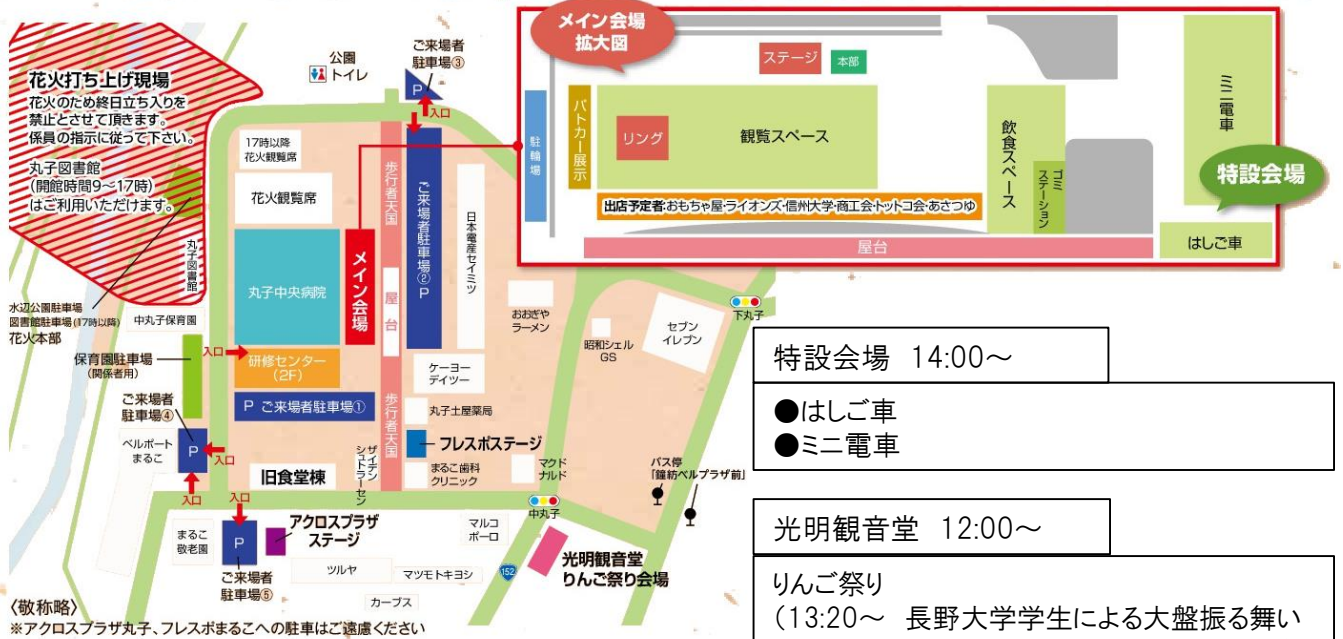 メイン会場
拡大図
ステージ
本部
駐輪場
パトカー展示
リング
観覧スペース
飲食スペース
ゴミ
ステーション
ミニ電車
特設会場
出店予定者:おもちゃ屋・ライオンズ・信州大学・商工会・トットコ会・あさつゆ
屋台
はしご車
花火打ち上げ現場
花火のため終日立ち入りを
禁止とさせて頂きます。
係員の指示に従って下さい。
丸子図書館
(開館時間9~17時)
はご利用いただけます。
公園
トイレ
ご来場者
駐車場③
P
入口
17時以降
花火観覧席
花火観覧席
歩行者天国
ご来場者駐車場② P
日本電産セイミツ
丸子図書館
丸子中央病院
メイン会場
屋台
水辺公園駐車場
図書館駐車場(17時以降)
花火本部
中丸子保育園
保育園駐車場
(関係者用)
入口
研修センター
(2F)
P ご来場者駐車場①
歩行者天国
おおぎや
ラーメン
昭和シェル
GS
セブン
イレブン
下丸子
ケーヨー
デイツー
丸子土屋薬局
フレスポステージ
まるこ歯科
クリニック
マクド
ナルド
バス停
「鐘紡ベルプラザ前」
ご来場者
駐車場④
ベルポート
まるこ
P
入口
入口
旧食堂棟
ザイデン
シュトラーセン
中丸子
入口
まるこ
敬老園
P
アクロスプラザ
ステージ
マルコ
ポーロ
ご来場者
駐車場⑤
ツルヤ
マツモトキヨシ
152
光明観音堂
りんご祭り会場
カーブス
〈敬称略〉
※アクロスプラザ丸子、フレスポまるこへの駐車はご遠慮ください
特設会場 14:00~
●はしご車
●ミニ電車
光明観音堂 12:00~
りんご祭り
(13:20~ 長野大学学生による大盤振る舞い